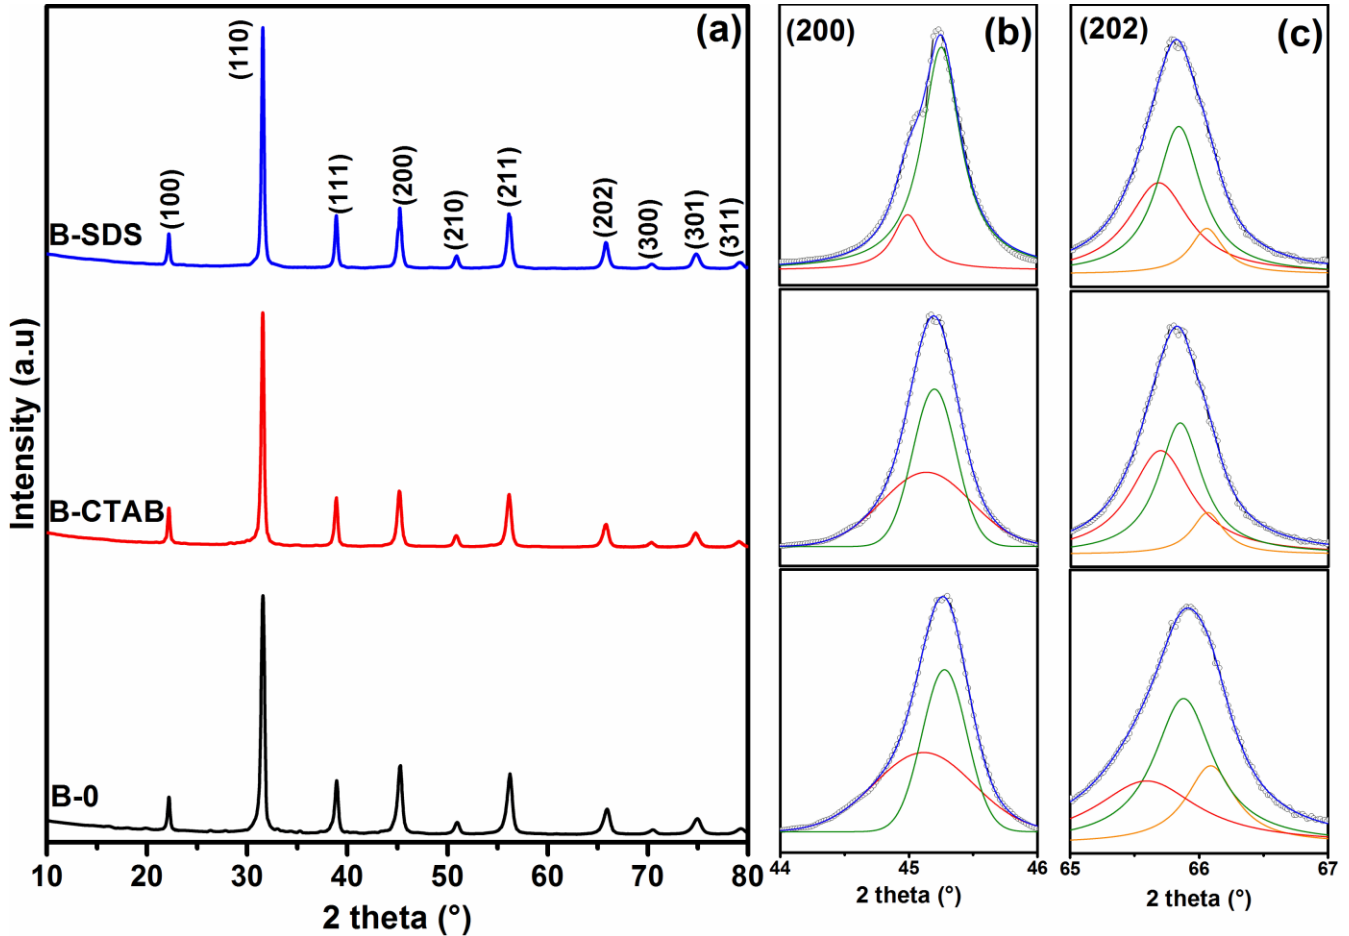 (a)
(110)
(100)
(111)
(200)
(210)
(211)
(202)
(300)
(301)
(311)
B-SDS
B-CTAB
B-0
Intensity (a.u)
10 20 30 40 50 60 70 80
2 theta (°)
(200) (b)
44 45 46
2 theta (°)
(202) (c)
65 66 67
2 theta (°)